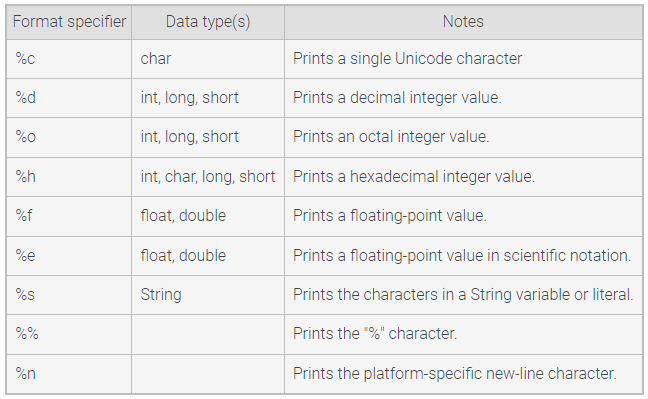 Format specifier Data type(s) Notes
%c char Prints a single Unicode character
%d int, long, short Prints a decimal integer value.
%o int, long, short Prints an octal integer value.
%h int, char, long, short Prints a hexadecimal integer value.
%f float, double Prints a floating-point value.
%e float, double Prints a floating-point value in scientific notation.
%s String Prints the characters in a String variable or literal.
%% Prints the "%" character.
%n Prints the platform-specific new-line character.